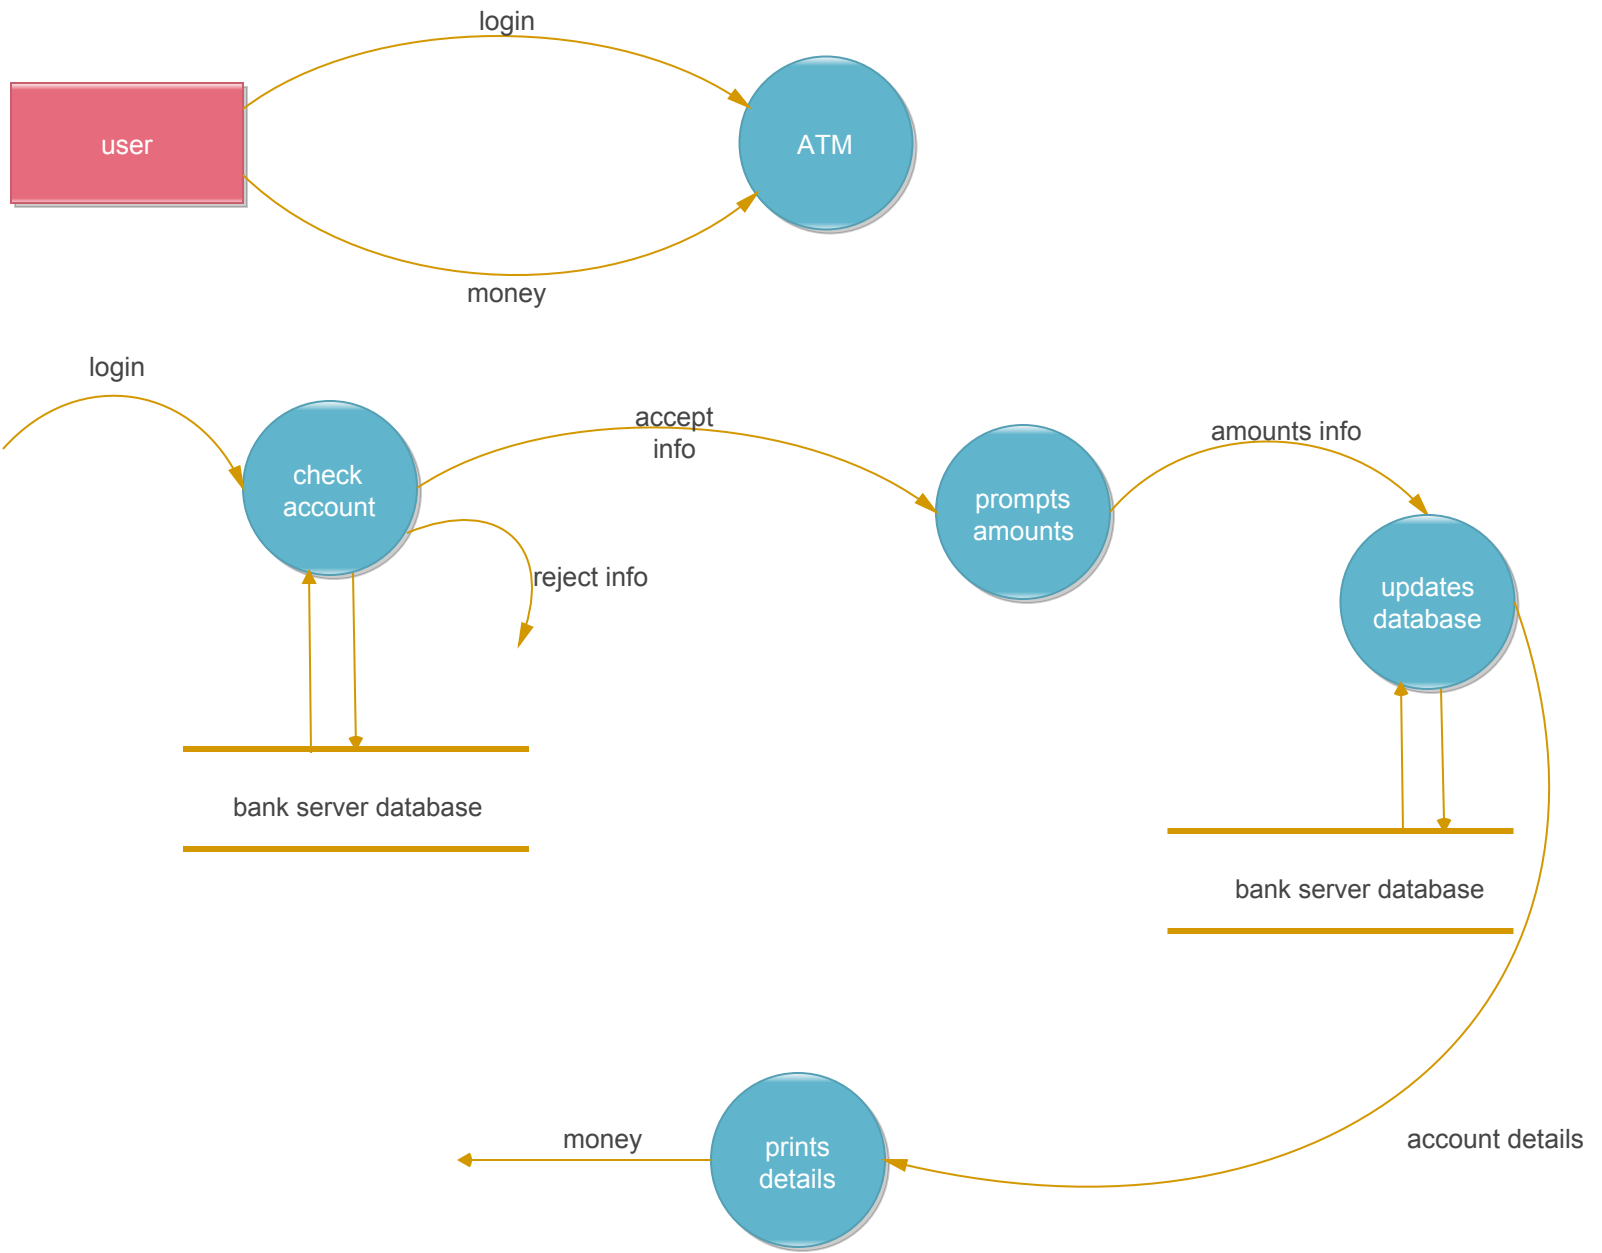 login
user
ATM
money
login
accept
info
amounts info
check
account
prompts
amounts
reject info
updates
database
bank server database
bank server database
money
prints
details
account details